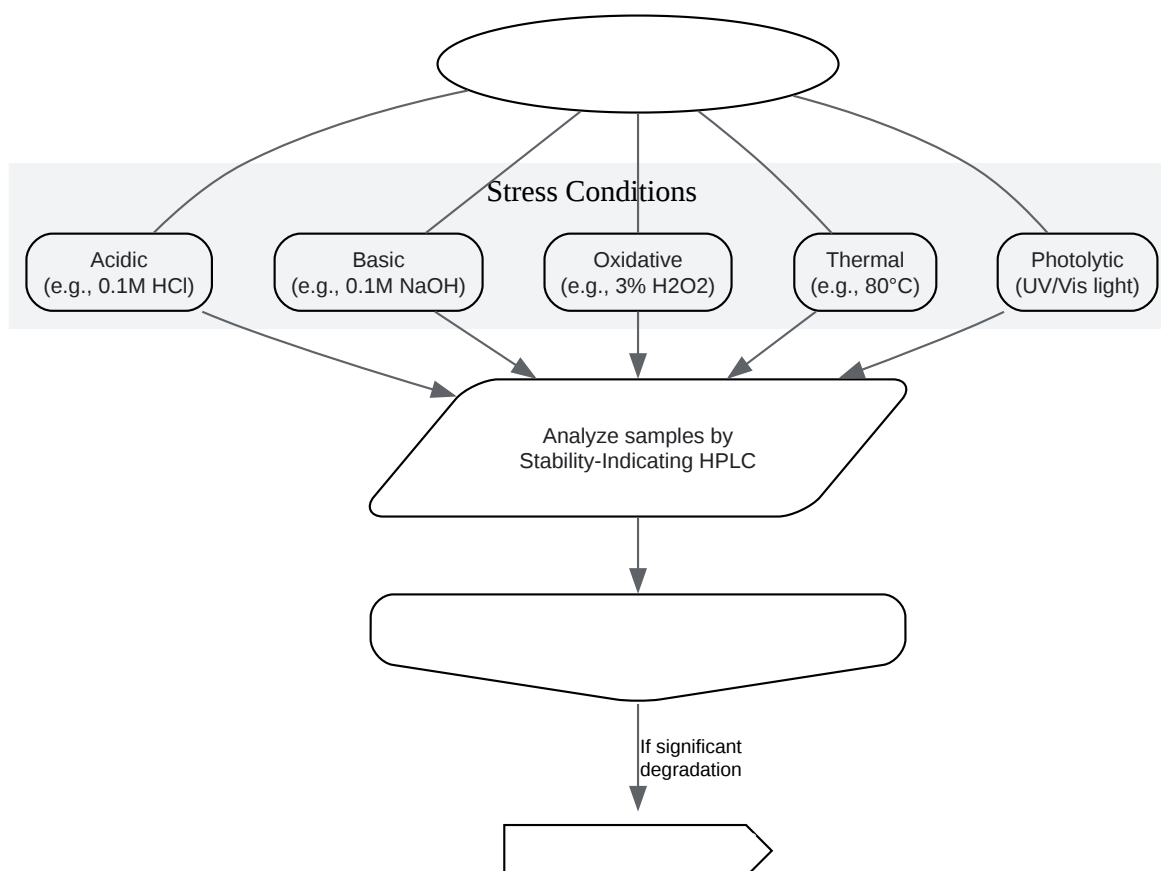 Stress Conditions
Acidic
(e.g., 0.1M HCl)
Basic
(e.g., 0.1M NaOH)
Oxidative
(e.g., 3% H2O2)
Thermal
(e.g., 80°C)
Photolytic
(UV/Vis light)
Analyze samples by
Stability-Indicating HPLC
If significant
degradation